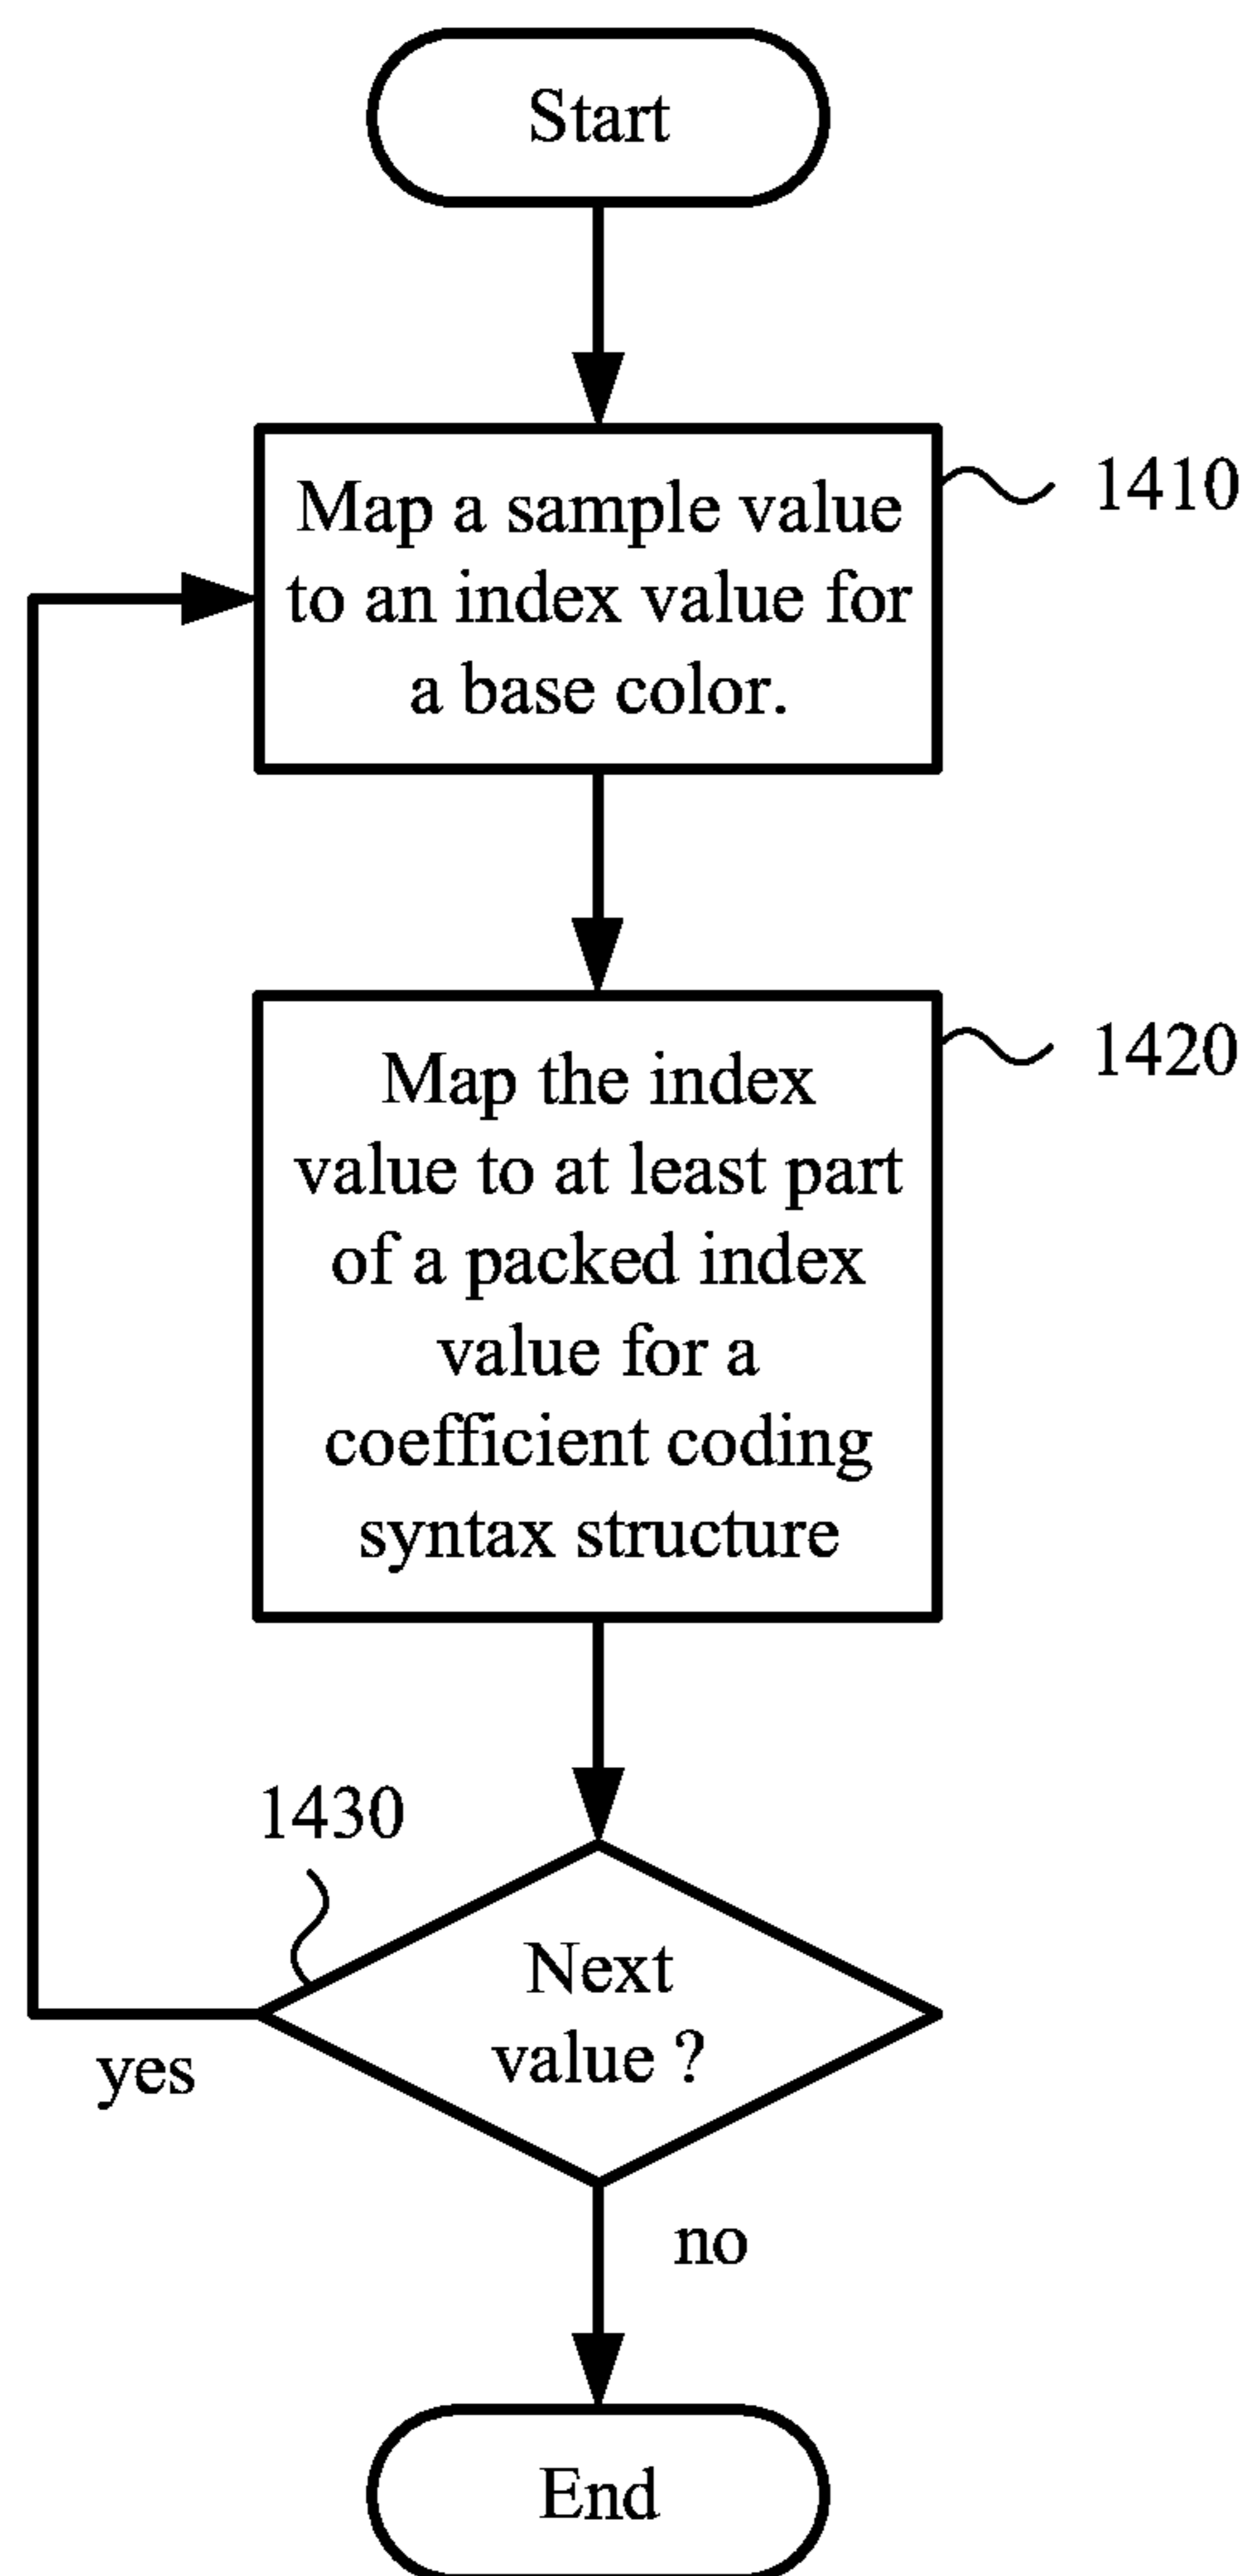 Start
Map a sample value
to an index value for
a base color.
1410
Map the index
value to at least part
of a packed index
value for a
coefficient coding
syntax structure
1420
1430
Next
value ?
yes
no
End